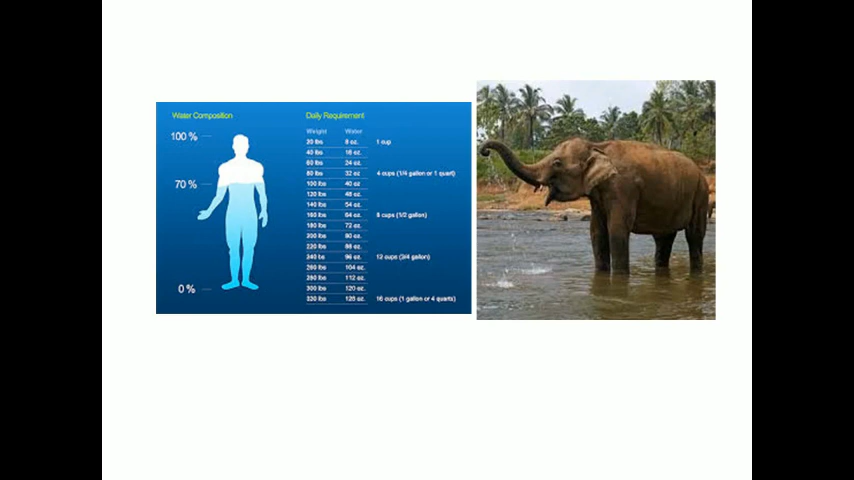 Water Composition
100 %
70 %
0 %
Daily Requirement
Weight Water
20 lbs 8 oz. 1 cup
40 lbs 16 oz.
60 lbs 24 oz.
80 lbs 32 oz 4 cups (1/4 gallon or 1 quart)
100 lbs 40 oz
120 lbs 48 oz.
140 lbs 54 oz.
160 lbs 64 oz. 8 cups (1/2 gallon)
180 lbs 72 oz.
200 lbs 80 oz.
220 lbs 88 oz.
240 lbs 96 oz. 12 cups (3/4 gallon)
260 lbs 104 oz.
280 lbs 112 oz.
300 lbs 120 oz.
320 lbs 128 oz. 16 cups (1 gallon or 4 quarts)